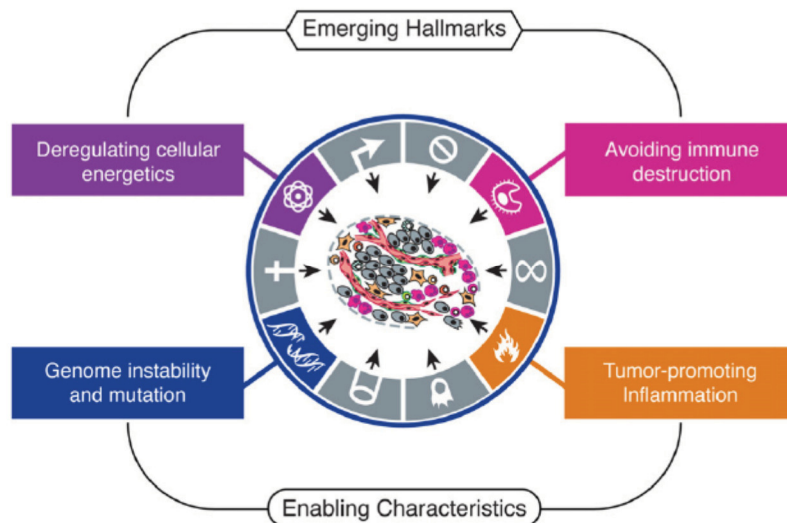 Emerging Hallmarks
Deregulating cellular
energetics
Avoiding immune
destruction
Genome instability
and mutation
Tumor-promoting
Inflammation
Enabling Characteristics